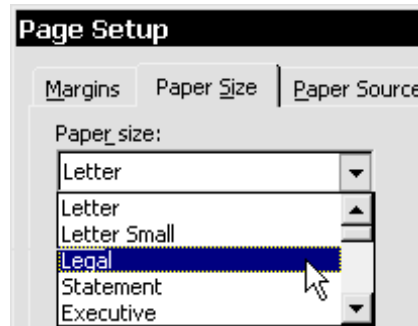 Page Setup
Margins Paper Size Paper Source
Paper size:
Letter
Letter
Letter Small
Legal
Statement
Executive